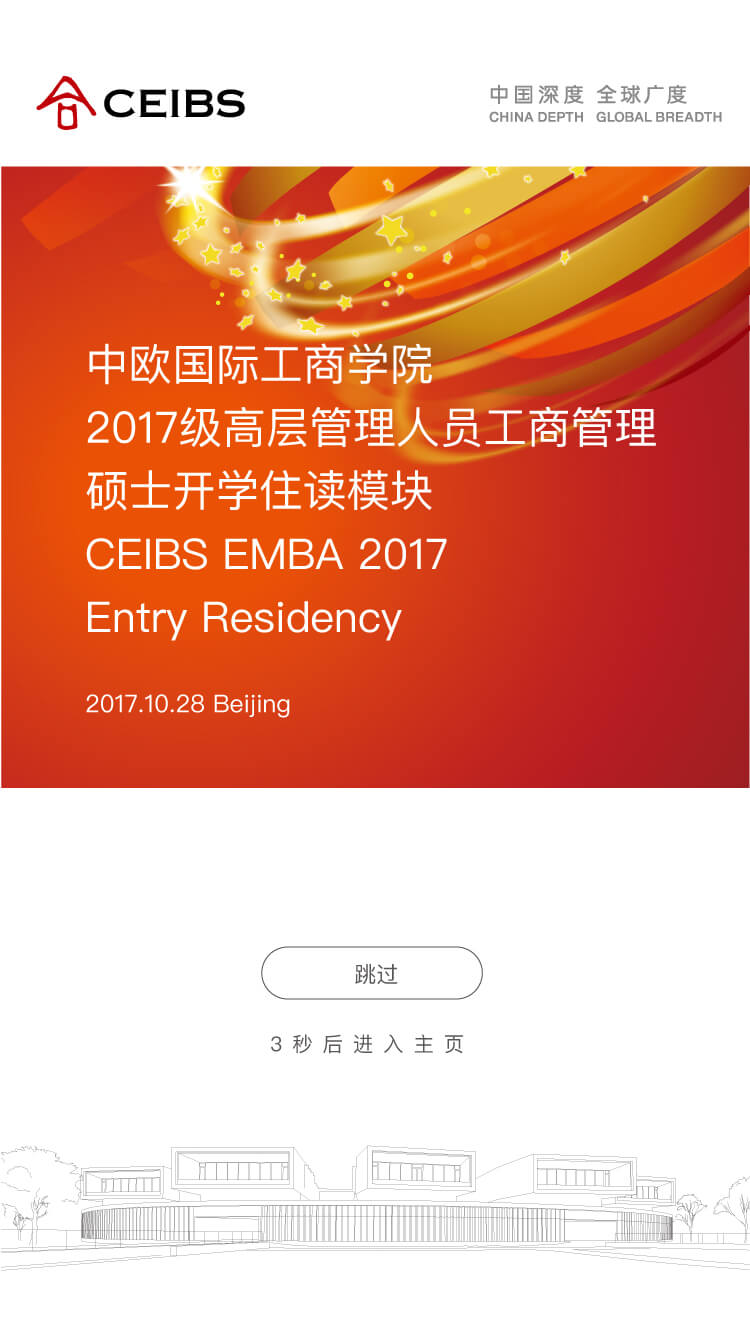 CEIBS
中国深度 全球广度
CHINA DEPTH GLOBAL BREADTH
中欧国际工商学院
2017级高层管理人员工商管理
硕士开学住读模块
CEIBS EMBA 2017
Entry Residency
2017.10.28 Beijing
跳过
3秒后进入主页